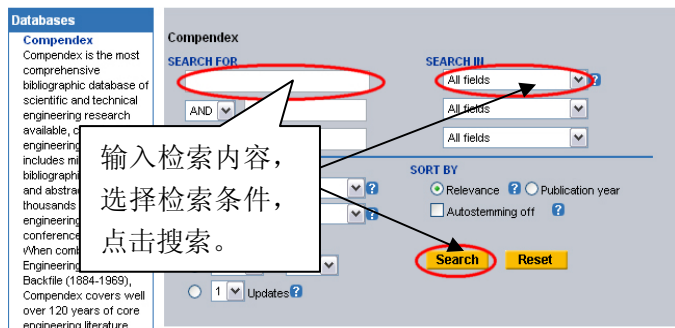 Databases
Compendex
Compendex is the most
comprehensive
bibliographic database of
scientific and technical
engineering research
available, c
engineering
includes mi
bibliographi
and abstrac
thousands
engineering
conference
When comb
Engineering
Backfile (1884-1969),
Compendex covers well
over 120 years of core
engineering literature
Compendex
SEARCH FOR
SEARCH IN
All fields
AND
All fields
All fields
输入检索内容，
选择检索条件，
点击搜索。
SORT BY
Relevance
Publication year
Autostemming off
Search
Reset
1
Updates